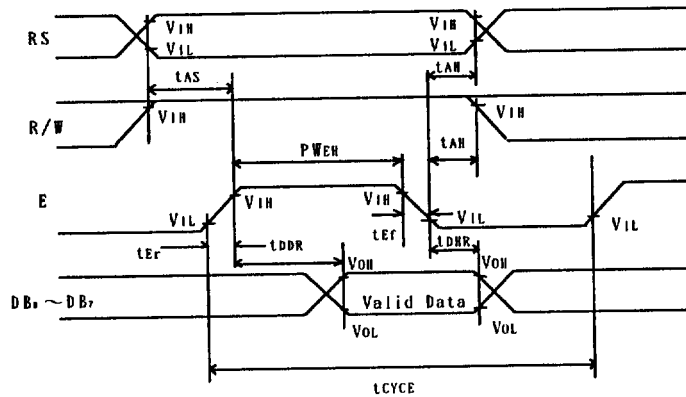 RS
VIH
VIL
VIH
VIL
tAS
tAH
R/W
VIH
VIH
tAH
PWEH
E
VIL
VIH
VIH
VIL
VIL
tEr
tDDR
tEf
tDHR
DB0 ~DB7
VOH
VOL
Valid Data
VOH
VOL
tCYCE